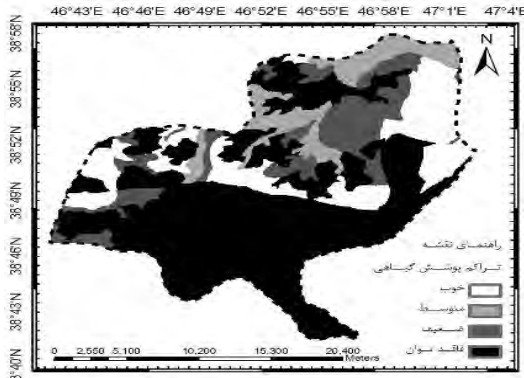 46°43'E 46°46'E 46°49'E 46°52'E 46°55'E 46°58'E 47°1'E 47°4'E
38°58'N
38°55'N
38°52'N
38°49'N
38°46'N
38°43'N
38°40'N
N
راهنمای نقشه
تراکم پوشش گیاهی
خوب
متوسط
ضعیف
فاقد توان
0 2,550 5,100 10,200 15,300 20,400
Meters